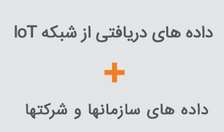 داده های دریافتی از شبکه IoT
+
داده های سازمانها و شرکتها